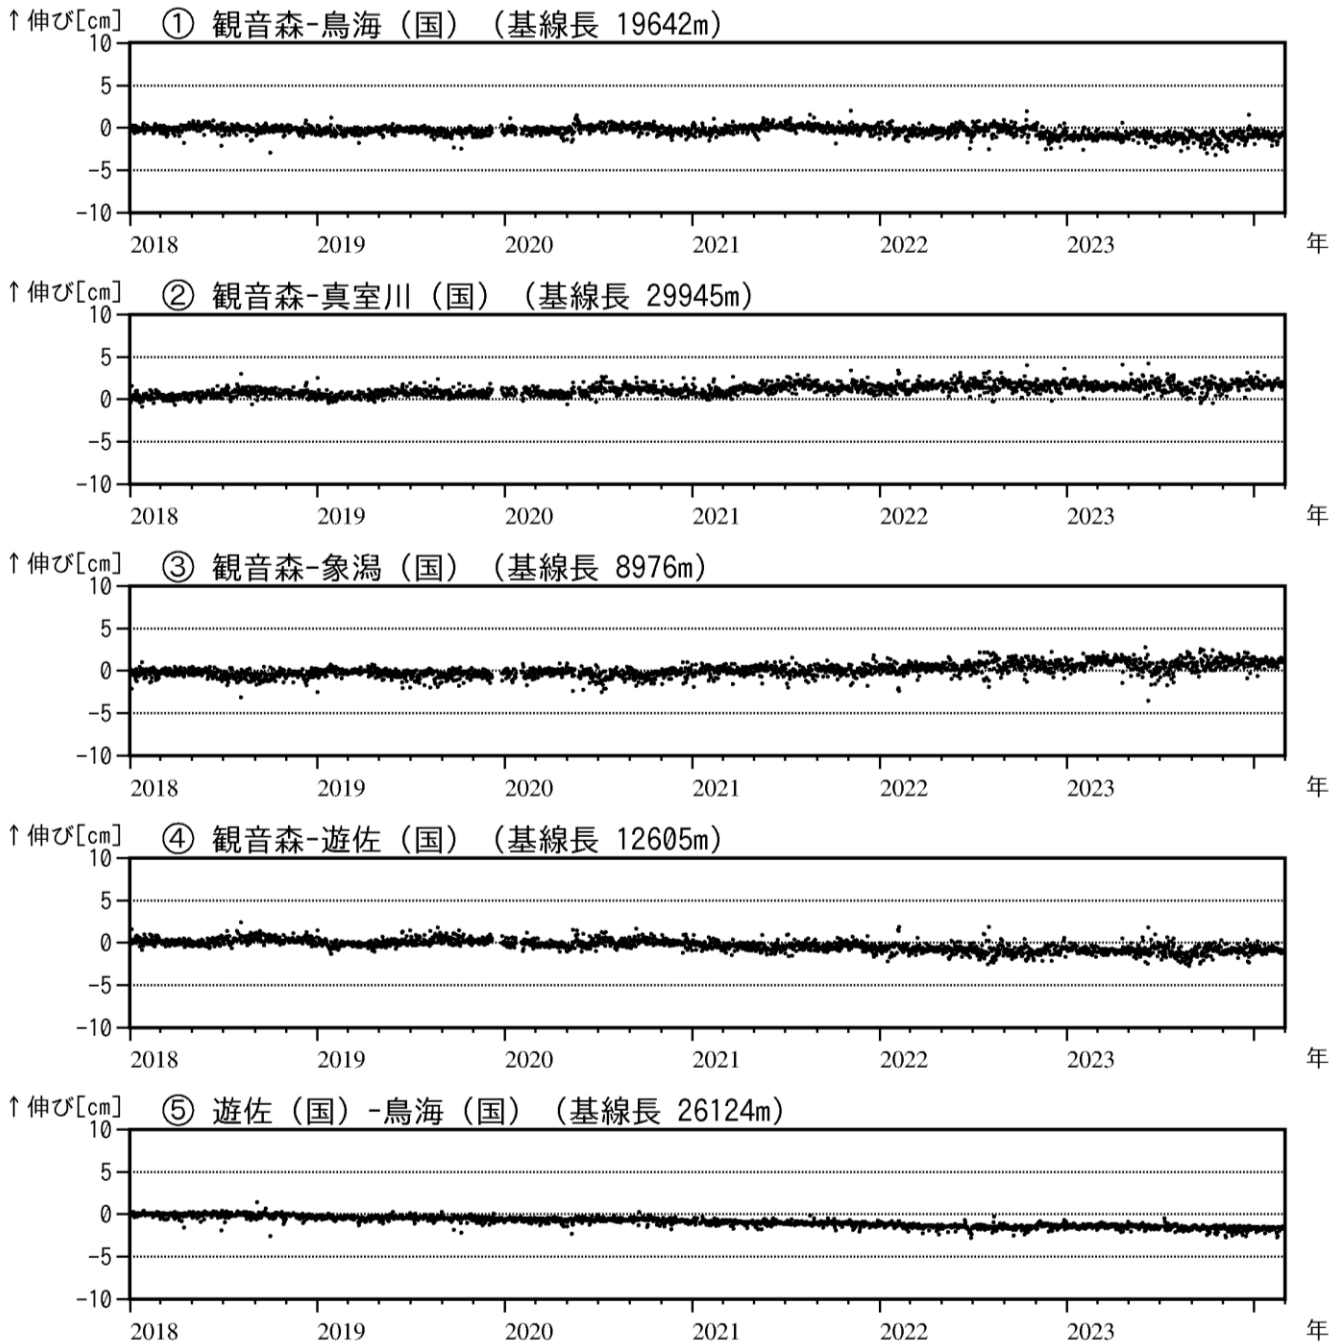 ↑伸び[cm] ① 観音森-鳥海（国）（基線長 19642m）
10
5
0
-5
-10
2018 2019 2020 2021 2022 2023 年
↑伸び[cm] ② 観音森-真室川（国）（基線長 29945m）
10
5
0
-5
-10
2018 2019 2020 2021 2022 2023 年
↑伸び[cm] ③ 観音森-象潟（国）（基線長 8976m）
10
5
0
-5
-10
2018 2019 2020 2021 2022 2023 年
↑伸び[cm] ④ 観音森-遊佐（国）（基線長 12605m）
10
5
0
-5
-10
2018 2019 2020 2021 2022 2023 年
↑伸び[cm] ⑤ 遊佐（国）-鳥海（国）（基線長 26124m）
10
5
0
-5
-10
2018 2019 2020 2021 2022 2023 年